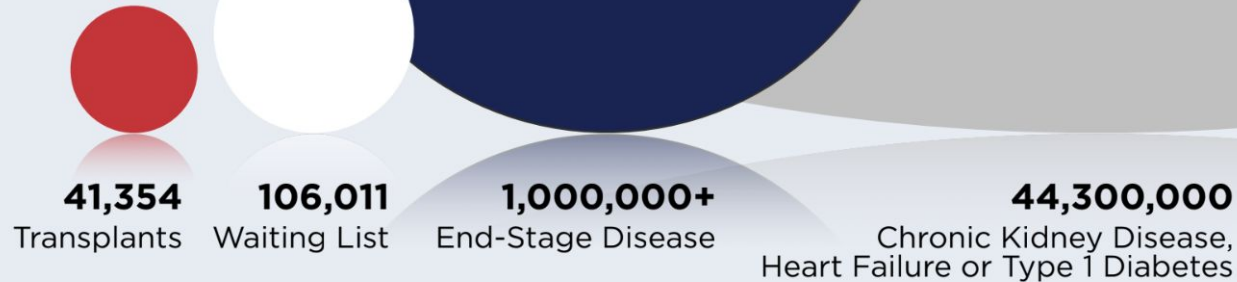 41,354
Transplants
106,011
Waiting List
1,000,000+
End-Stage Disease
44,300,000
Chronic Kidney Disease,
Heart Failure or Type 1 Diabetes